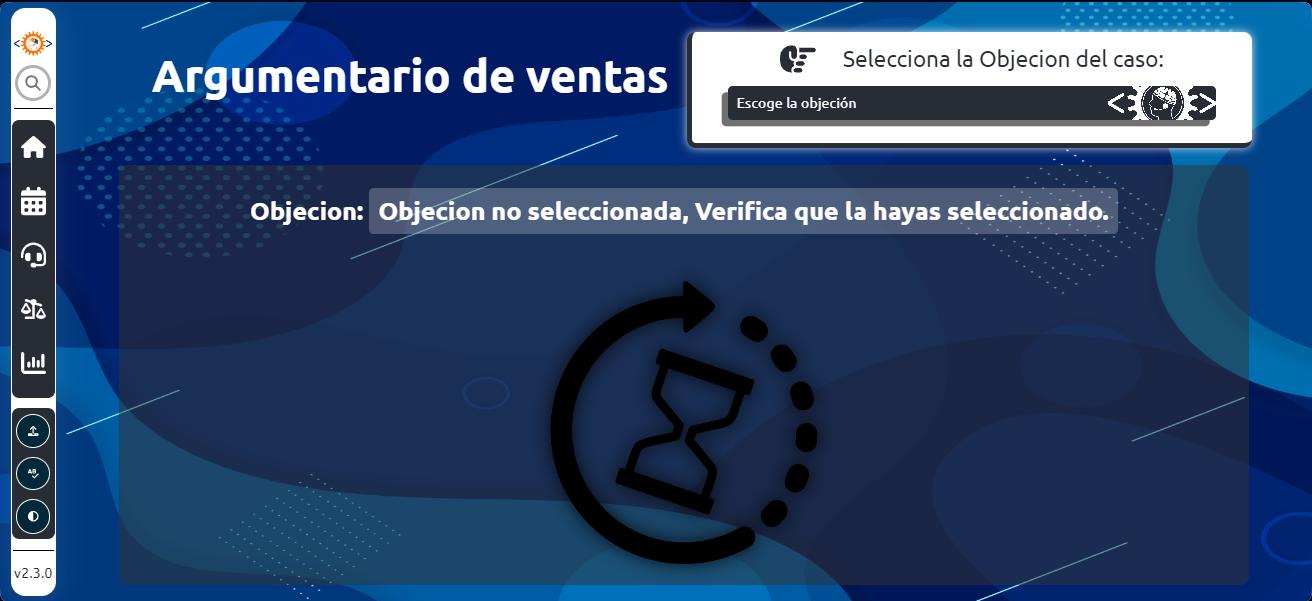 Argumentario de ventas
Selecciona la Objecion del caso:
Escoge la objeción
Objecion: Objecion no seleccionada, Verifica que la hayas seleccionado.
AB
v2.3.0